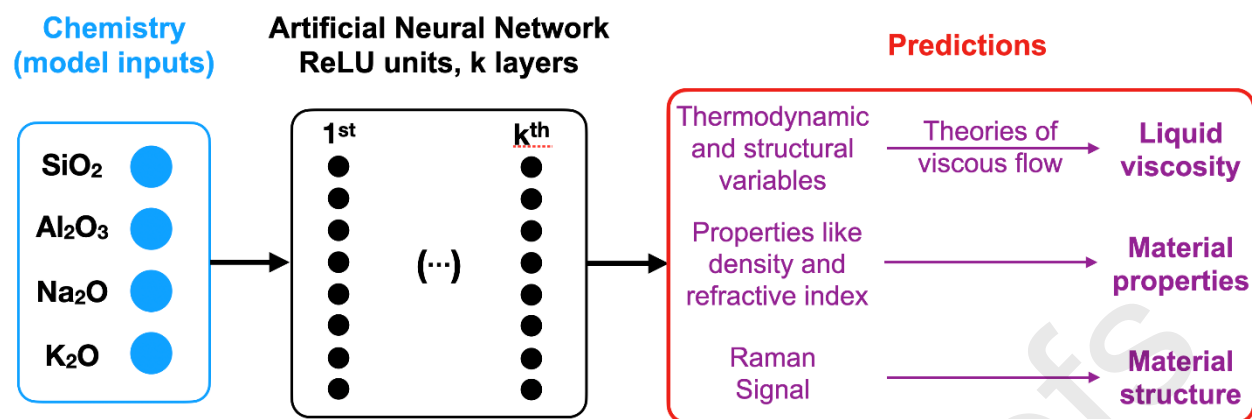 Chemistry
(model inputs)
Artificial Neural Network
ReLU units, k layers
Predictions
SiO₂
Al₂O₃
Na₂O
K₂O
1ˢᵗ
(...)
kᵗʰ
Thermodynamic
and structural
variables
Theories of
viscous flow
Liquid
viscosity
Properties like
density and
refractive index
Material
properties
Raman
Signal
Material
structure